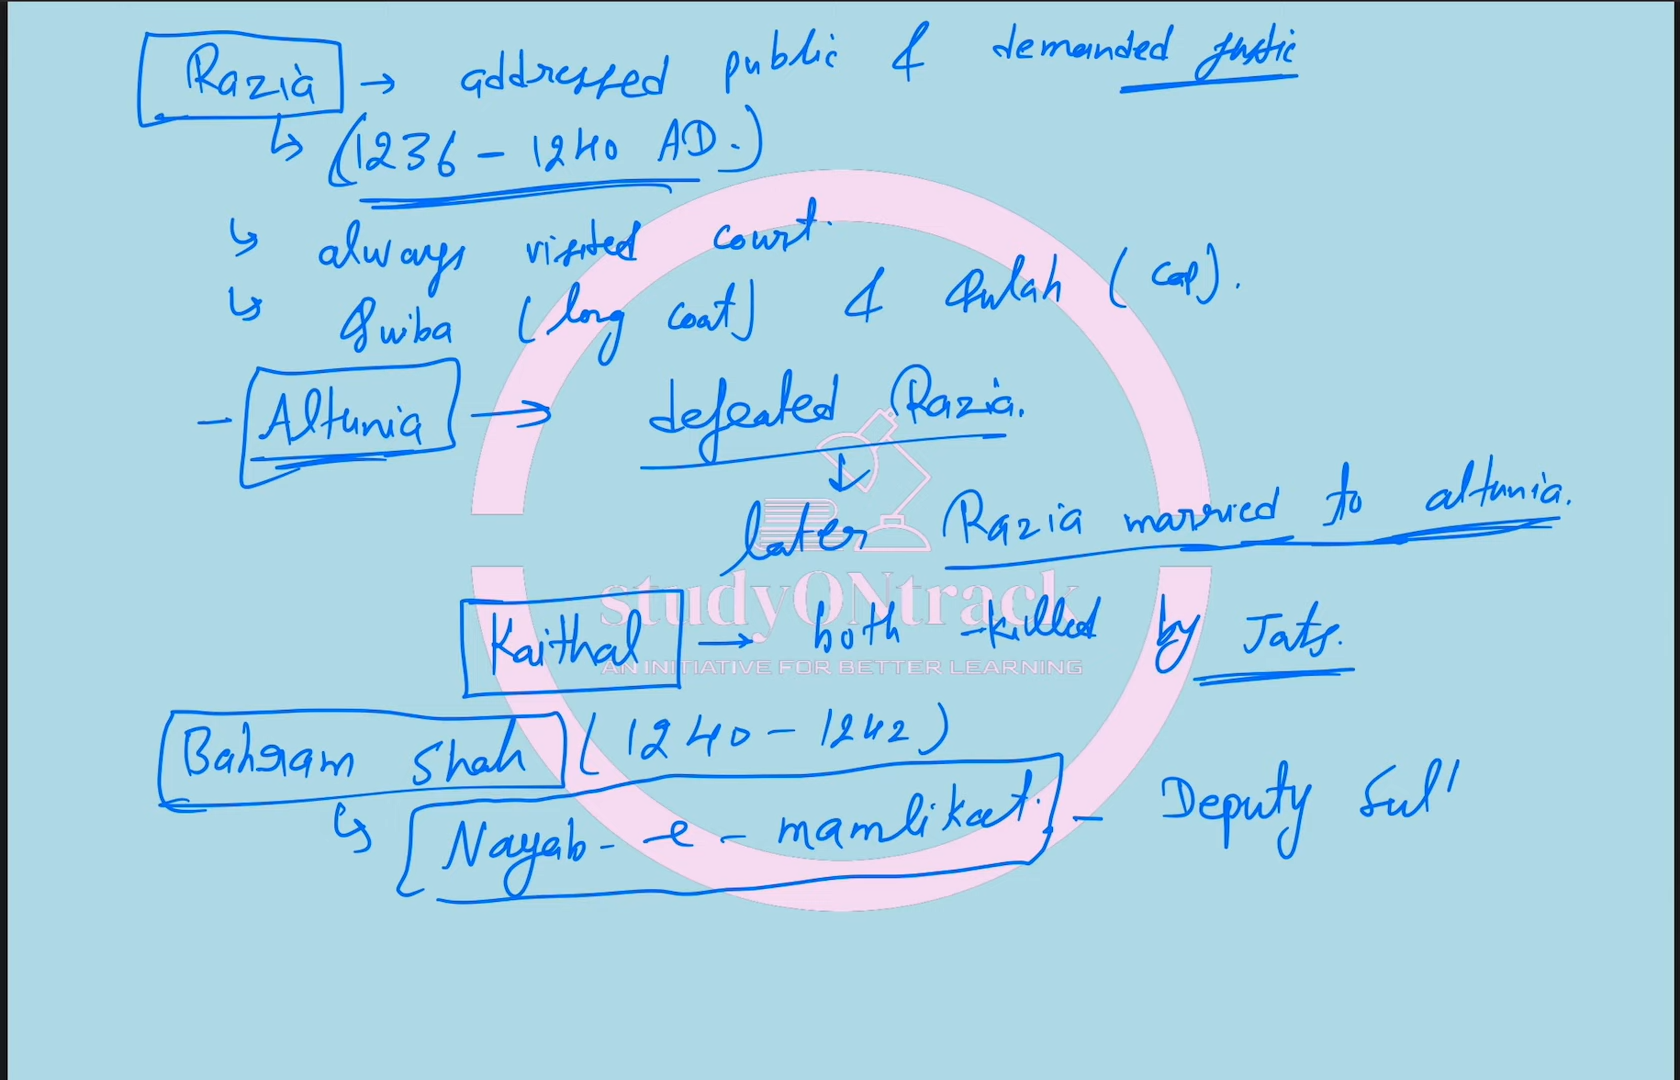 Razia → addressed public & demanded justic
↳ (1236 - 1240 AD.)
↳ always visited court.
↳ Quiba (long coat) & Qulah (cap).
- Altunia → defeated Razia.
↓
later Razia married to altunia.
studyONtrack
Kaithal → both killed by Jats.
AN INITIATIVE FOR BETTER LEARNING
Bahram Shah (1240 - 1242)
↳ Nayab - e - mamlikat. - Deputy Sul